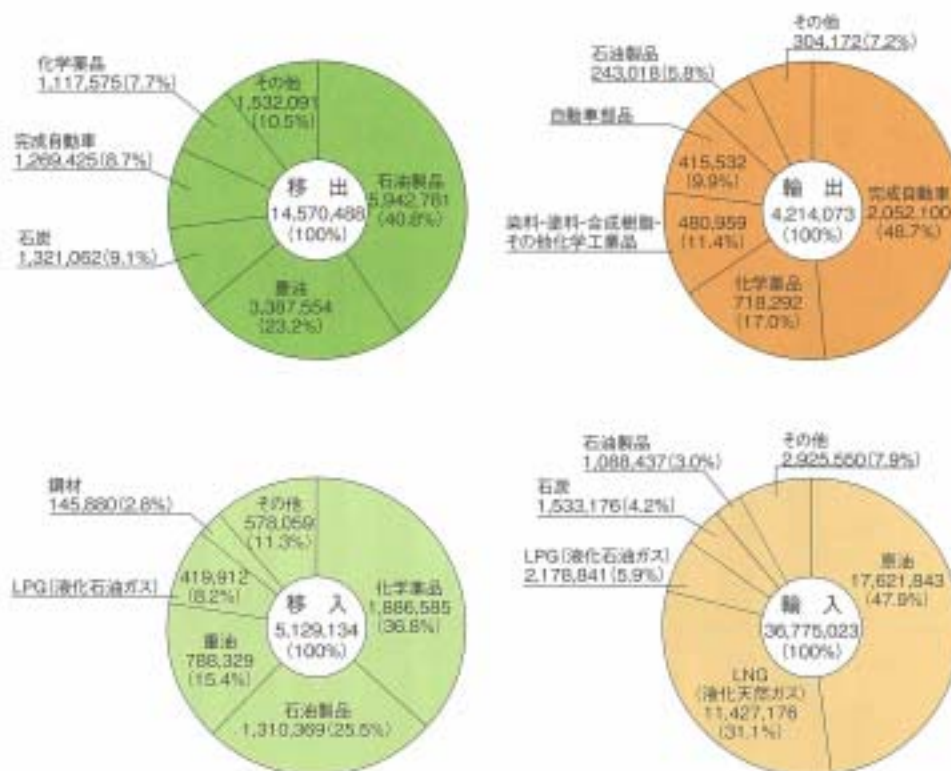 化学薬品
1,117,575(7.7%)
その他
1,532,091
(10.5%)
完成自動車
1,269,425(8.7%)
石炭
1,321,062(9.1%)
移 出
14,570,488
(100%)
石油製品
5,942,781
(40.8%)
重油
3,387,554
(23.2%)
その他
304,172(7.2%)
石油製品
243,018(5.8%)
自動車部品
415,532
(9.9%)
染料・塗料・合成樹脂・
その他化学工業品
480,959
(11.4%)
輸 出
4,214,073
(100%)
完成自動車
2,052,100
(48.7%)
化学薬品
718,292
(17.0%)
鋼材
145,880(2.8%)
その他
578,059
(11.3%)
LPG(液化石油ガス)
419,912
(8.2%)
移 入
5,129,134
(100%)
化学薬品
1,886,585
(36.8%)
重油
788,329
(15.4%)
石油製品
1,310,369(25.5%)
石油製品
1,088,437(3.0%)
その他
2,925,550(7.9%)
石炭
1,533,176(4.2%)
LPG(液化石油ガス)
2,178,841(5.9%)
輸 入
36,775,023
(100%)
原油
17,621,843
(47.9%)
LNG
(液化天然ガス)
11,427,176
(31.1%)